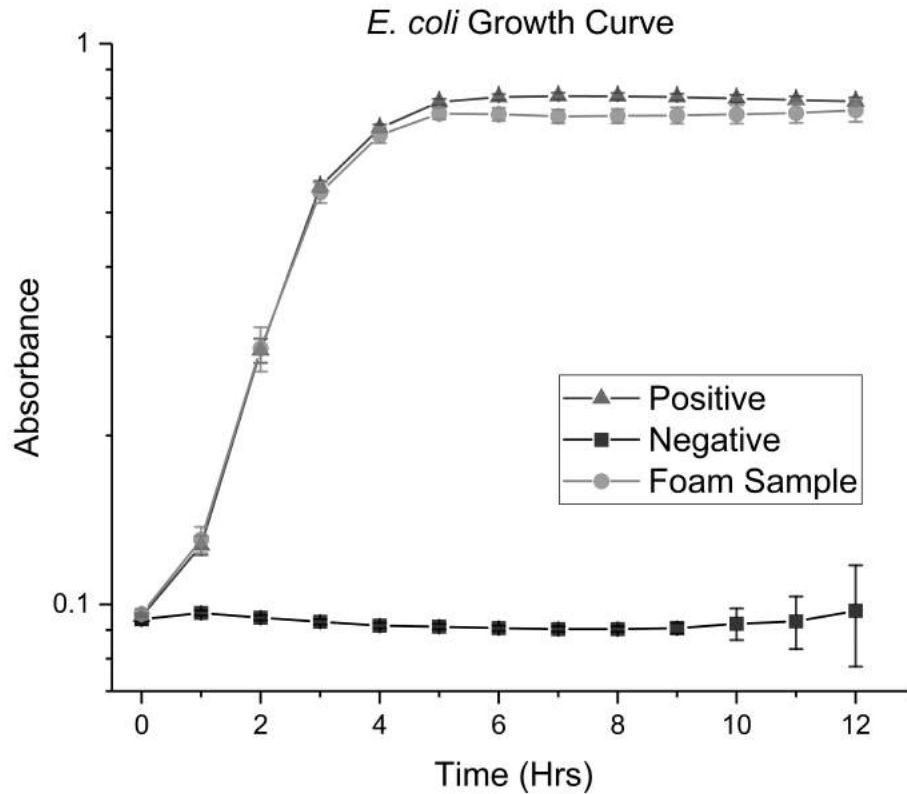 E. coli Growth Curve
1
0.1
Absorbance
Positive
Negative
Foam Sample
0 2 4 6 8 10 12
Time (Hrs)